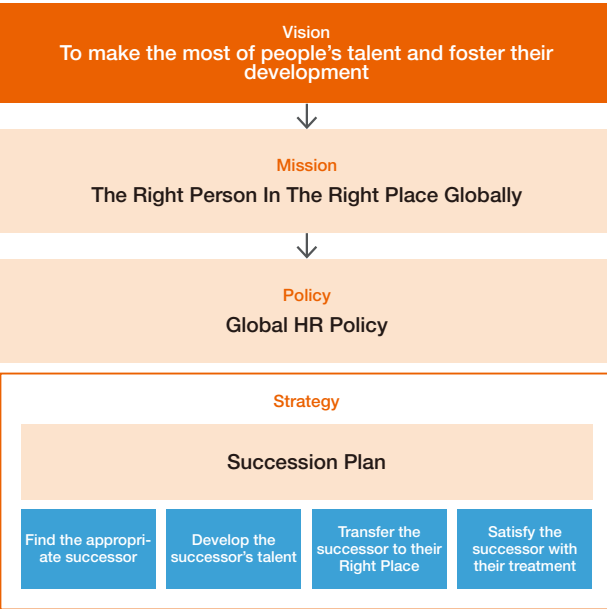 Vision
To make the most of people's talent and foster their
development
Mission
The Right Person In The Right Place Globally
Policy
Global HR Policy
Strategy
Succession Plan
Find the appropri-
ate successor
Develop the
successor's talent
Transfer the
successor to their
Right Place
Satisfy the
successor with
their treatment